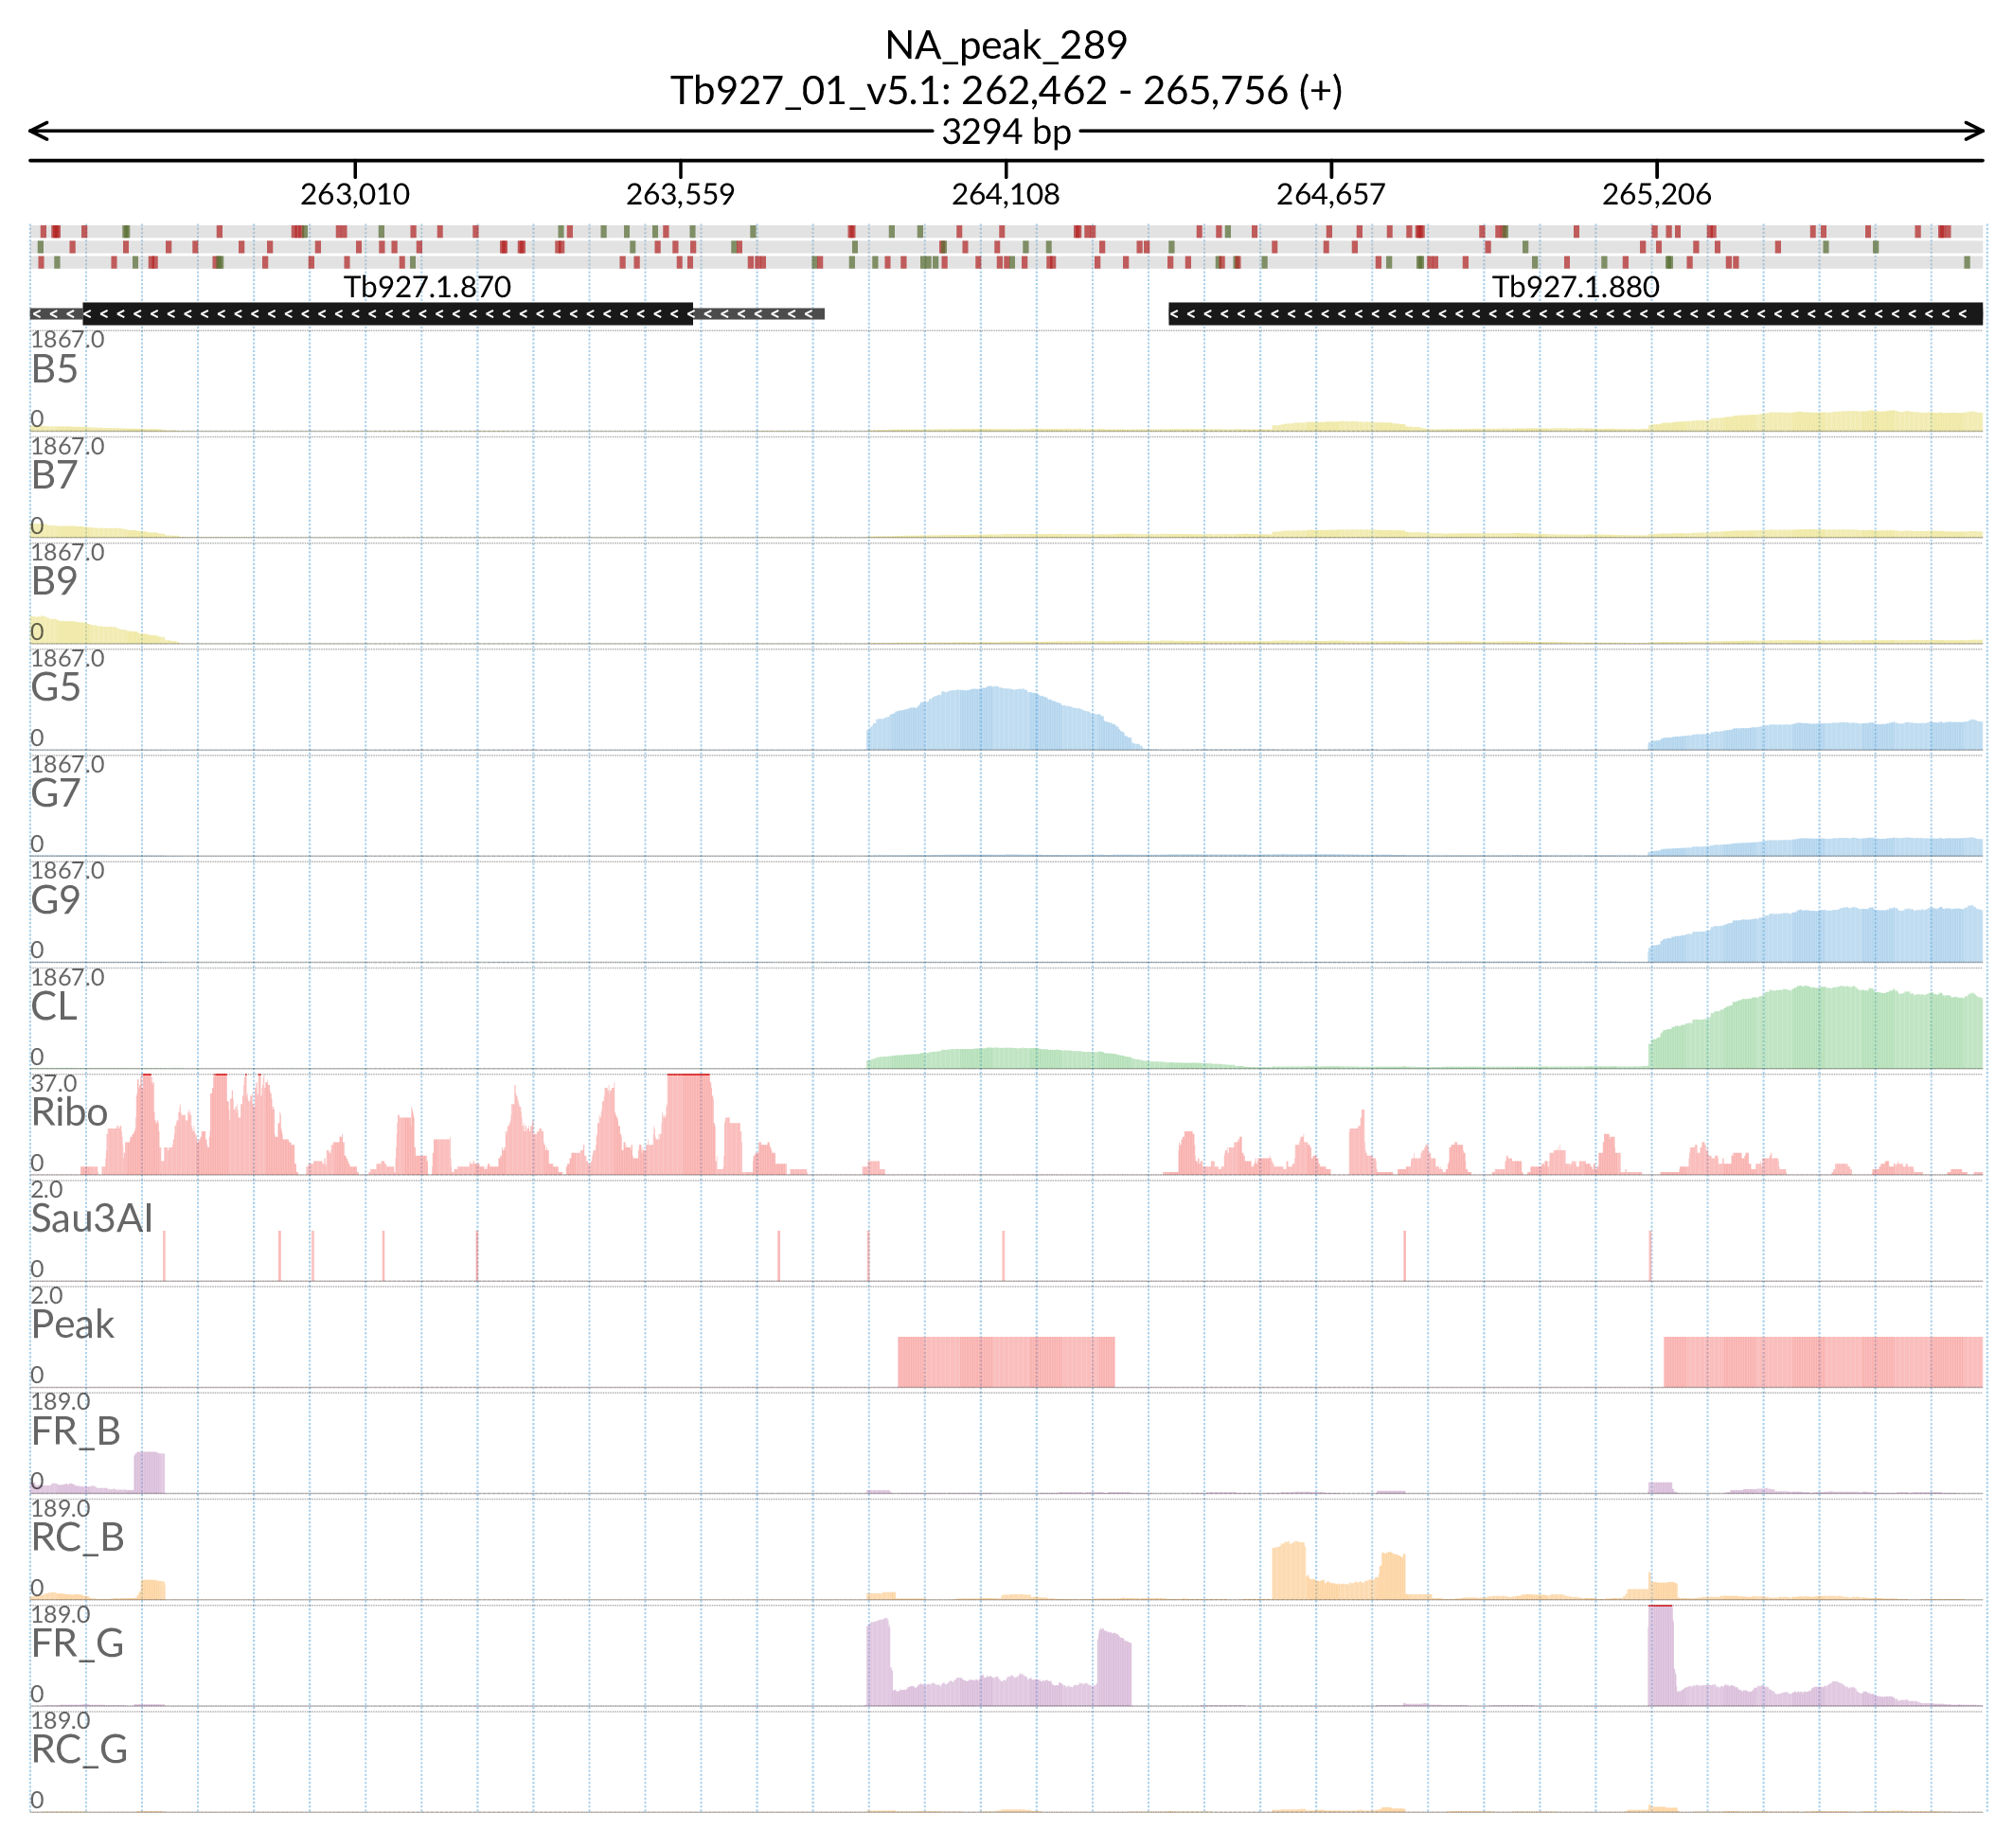 NA_peak_289
Tb927_01_v5.1: 262,462 - 265,756 (+)
3294 bp
263,010 263,559 264,108 264,657 265,206
Tb927.1.870 Tb927.1.880
1867.0
B5
0
1867.0
B7
0
1867.0
B9
0
1867.0
G5
0
1867.0
G7
0
1867.0
G9
0
1867.0
CL
0
37.0
Ribo
0
2.0
Sau3AI
0
2.0
Peak
0
189.0
FR_B
0
189.0
RC_B
0
189.0
FR_G
0
189.0
RC_G
0